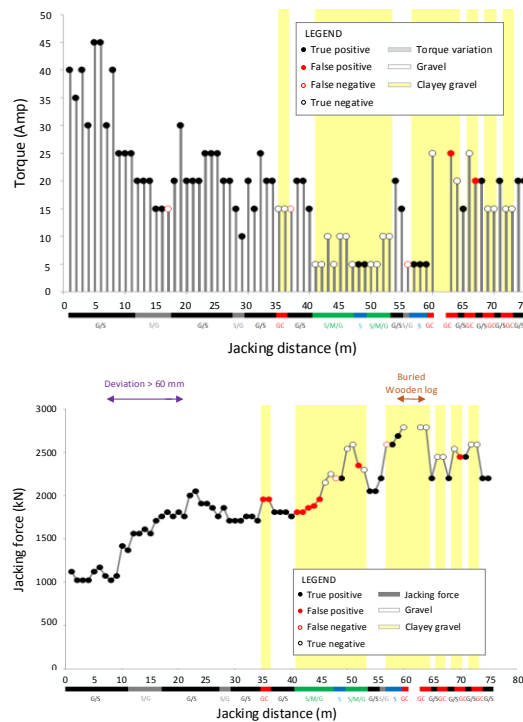 45
40
35
30
25
20
15
10
5
0
Torque (Amp)
LEGEND
True positive
Torque variation
False positive
Gravel
False negative
Clayey gravel
True negative
0 5 10 15 20 25 30 35 40 45 50 55 60 65 70 75
G/S S/G G/S S/G G/S GC G/S S/M/G S S/M/G G/S S/G S GC GC G/S GC G/S GC G/S GC G/S
Jacking distance (m)
Deviation > 60 mm
Buried
Wooden log
3000
2500
2000
1500
1000
500
0
Jacking force (kN)
LEGEND
True positive
Jacking force
False positive
Gravel
False negative
Clayey gravel
True negative
0 5 10 15 20 25 30 35 40 45 50 55 60 65 70 75 80
G/S S/G G/S S/G G/S GC G/S S/M/G S S/M/G G/S S/G S GC GC G/S GC G/S GC G/S GC G/S
Jacking distance (m)